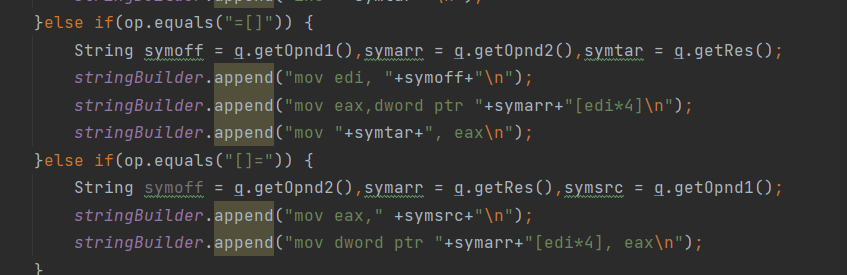 }else if(op.equals("=[]")) {
String symoff = q.getOpnd1(),symarr = q.getOpnd2(),symtar = q.getRes();
stringBuilder.append("mov edi, "+symoff+"\n");
stringBuilder.append("mov eax,dword ptr "+symarr+"[edi*4]\n");
stringBuilder.append("mov "+symtar+", eax\n");
}else if(op.equals("[]=")) {
String symoff = q.getOpnd2(),symarr = q.getRes(),symsrc = q.getOpnd1();
stringBuilder.append("mov eax," +symsrc+"\n");
stringBuilder.append("mov dword ptr "+symarr+"[edi*4], eax\n");
}